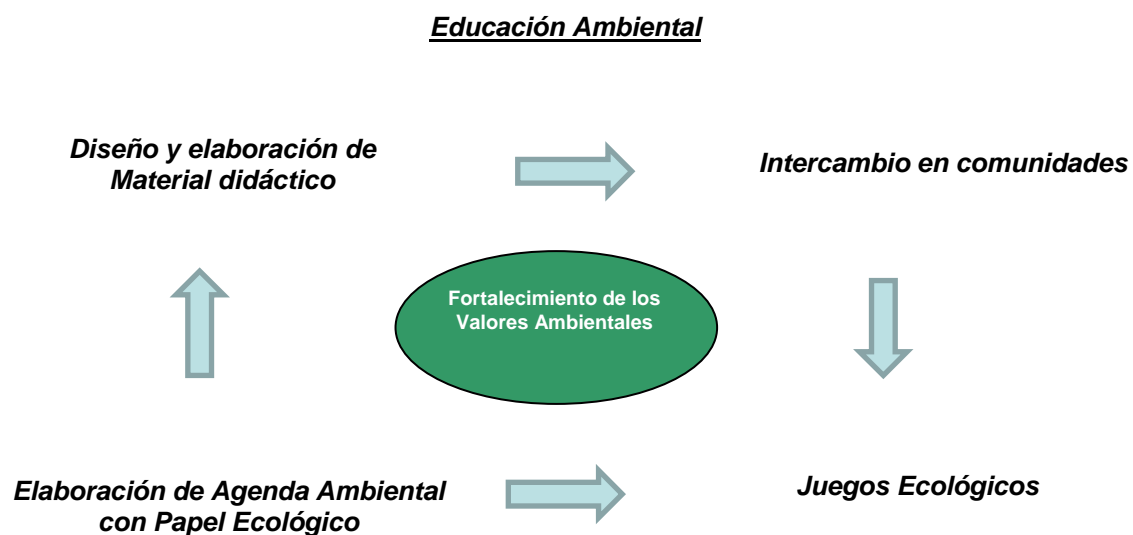 Educación Ambiental
Diseño y elaboración de
Material didáctico
Intercambio en comunidades
Fortalecimiento de los
Valores Ambientales
Elaboración de Agenda Ambiental
con Papel Ecológico
Juegos Ecológicos